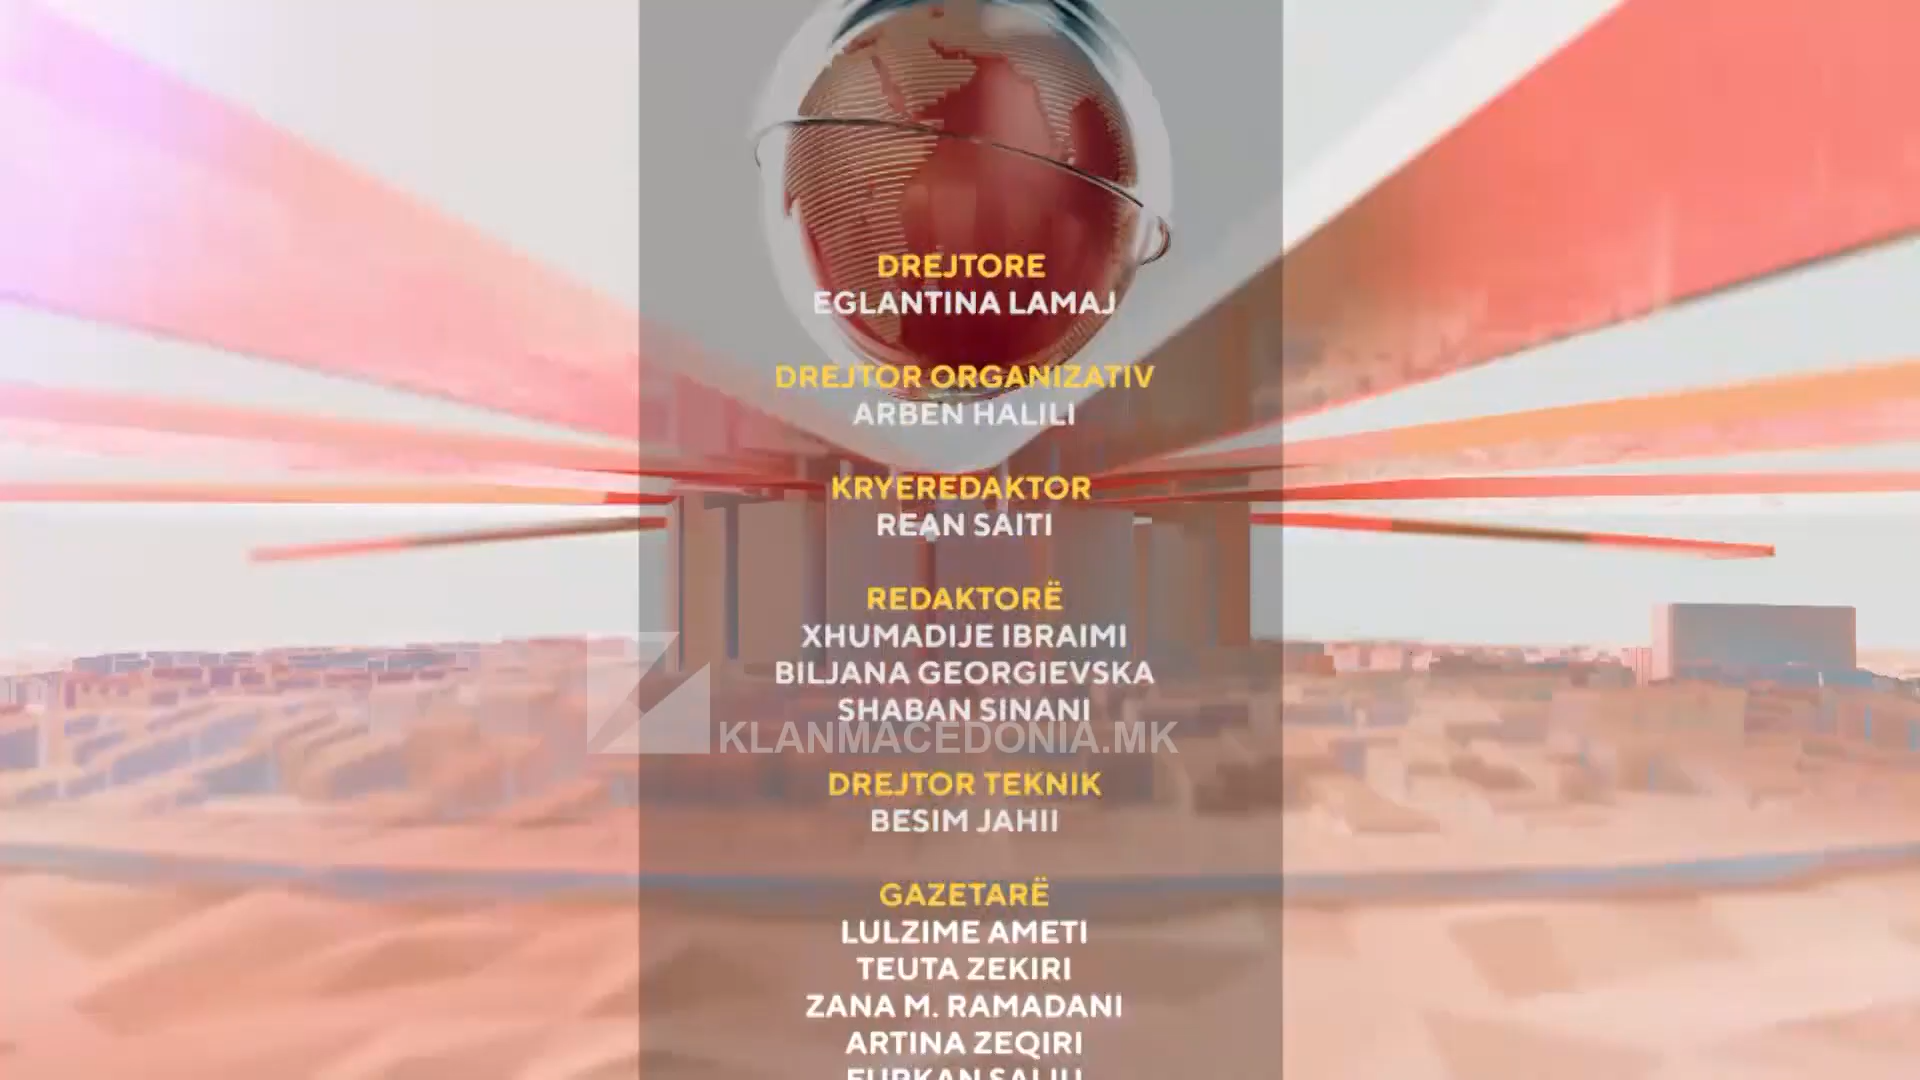 DREJTORE
EGLANTINA LAMAJ
DREJTOR ORGANIZATIV
ARBEN HALILI
KRYEREDAKTOR
REAN SAITI
REDAKTORË
XHUMADIJE IBRAIMI
BILJANA GEORGIEVSKA
SHABAN SINANI
KLANMACEDONIA.MK
DREJTOR TEKNIK
BESIM JAHII
GAZETARË
LULZIME AMETI
TEUTA ZEKIRI
ZANA M. RAMADANI
ARTINA ZEQIRI